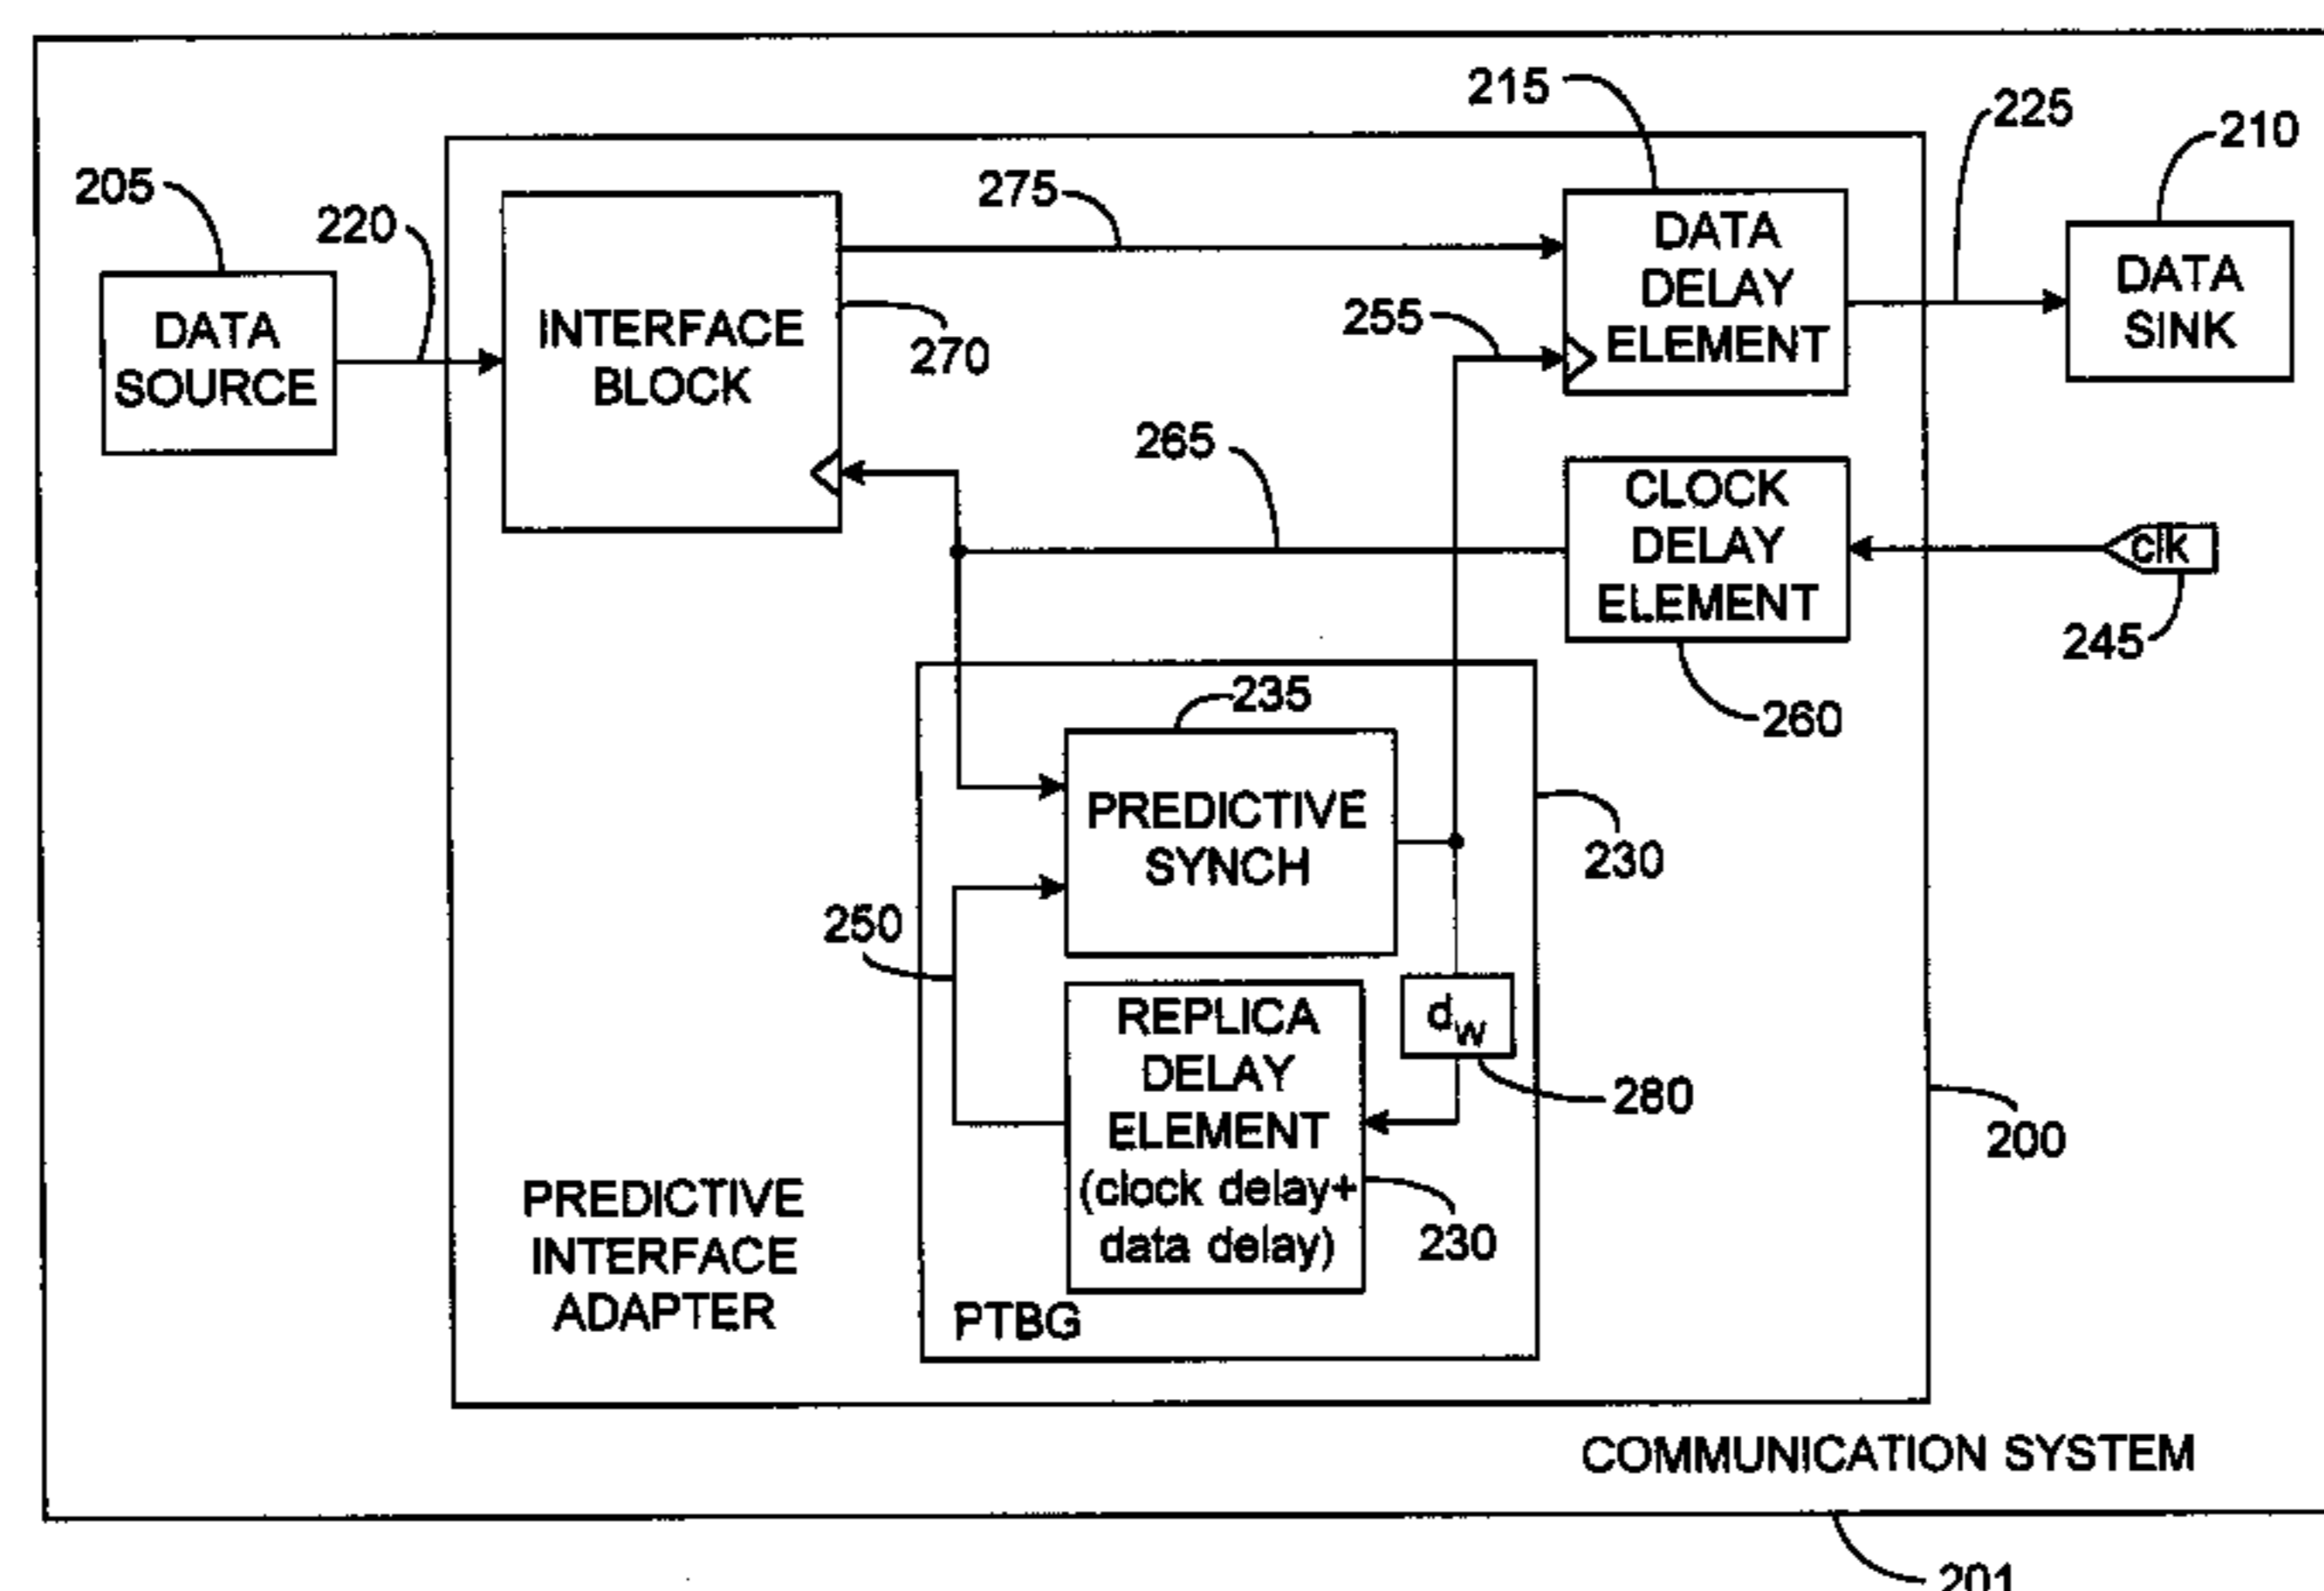 215
225
210
205
220
275
DATA
DELAY
ELEMENT
DATA
SINK
DATA
SOURCE
INTERFACE
BLOCK
270
255
265
CLOCK
DELAY
ELEMENT
clk
245
260
235
PREDICTIVE
SYNCH
230
250
REPLICA
DELAY
ELEMENT
(clock delay+
data delay)
dW
280
230
200
PREDICTIVE
INTERFACE
ADAPTER
PTBG
COMMUNICATION SYSTEM
201